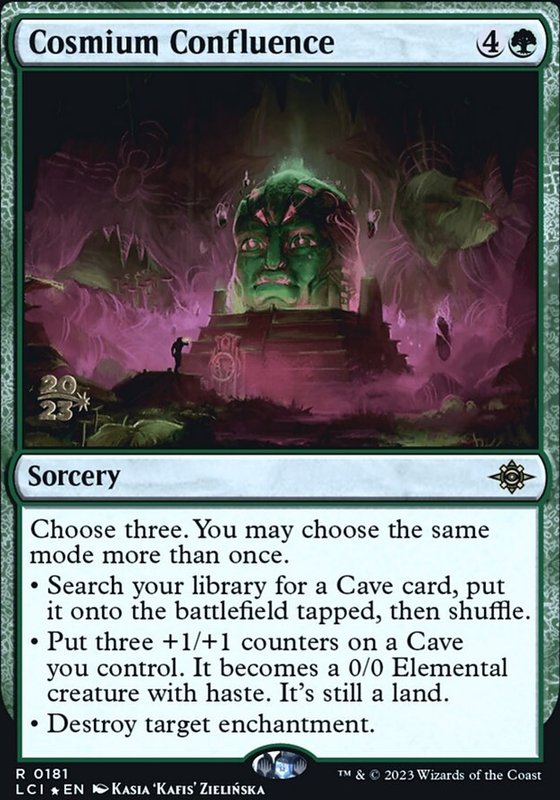 Cosmium Confluence 4
20
23
Sorcery
Choose three. You may choose the same
mode more than once.
• Search your library for a Cave card, put
it onto the battlefield tapped, then shuffle.
• Put three +1/+1 counters on a Cave
you control. It becomes a 0/0 Elemental
creature with haste. It's still a land.
• Destroy target enchantment.
R 0181
LCI ★ EN Kasia 'Kafis' Zielińska
™ & © 2023 Wizards of the Coast